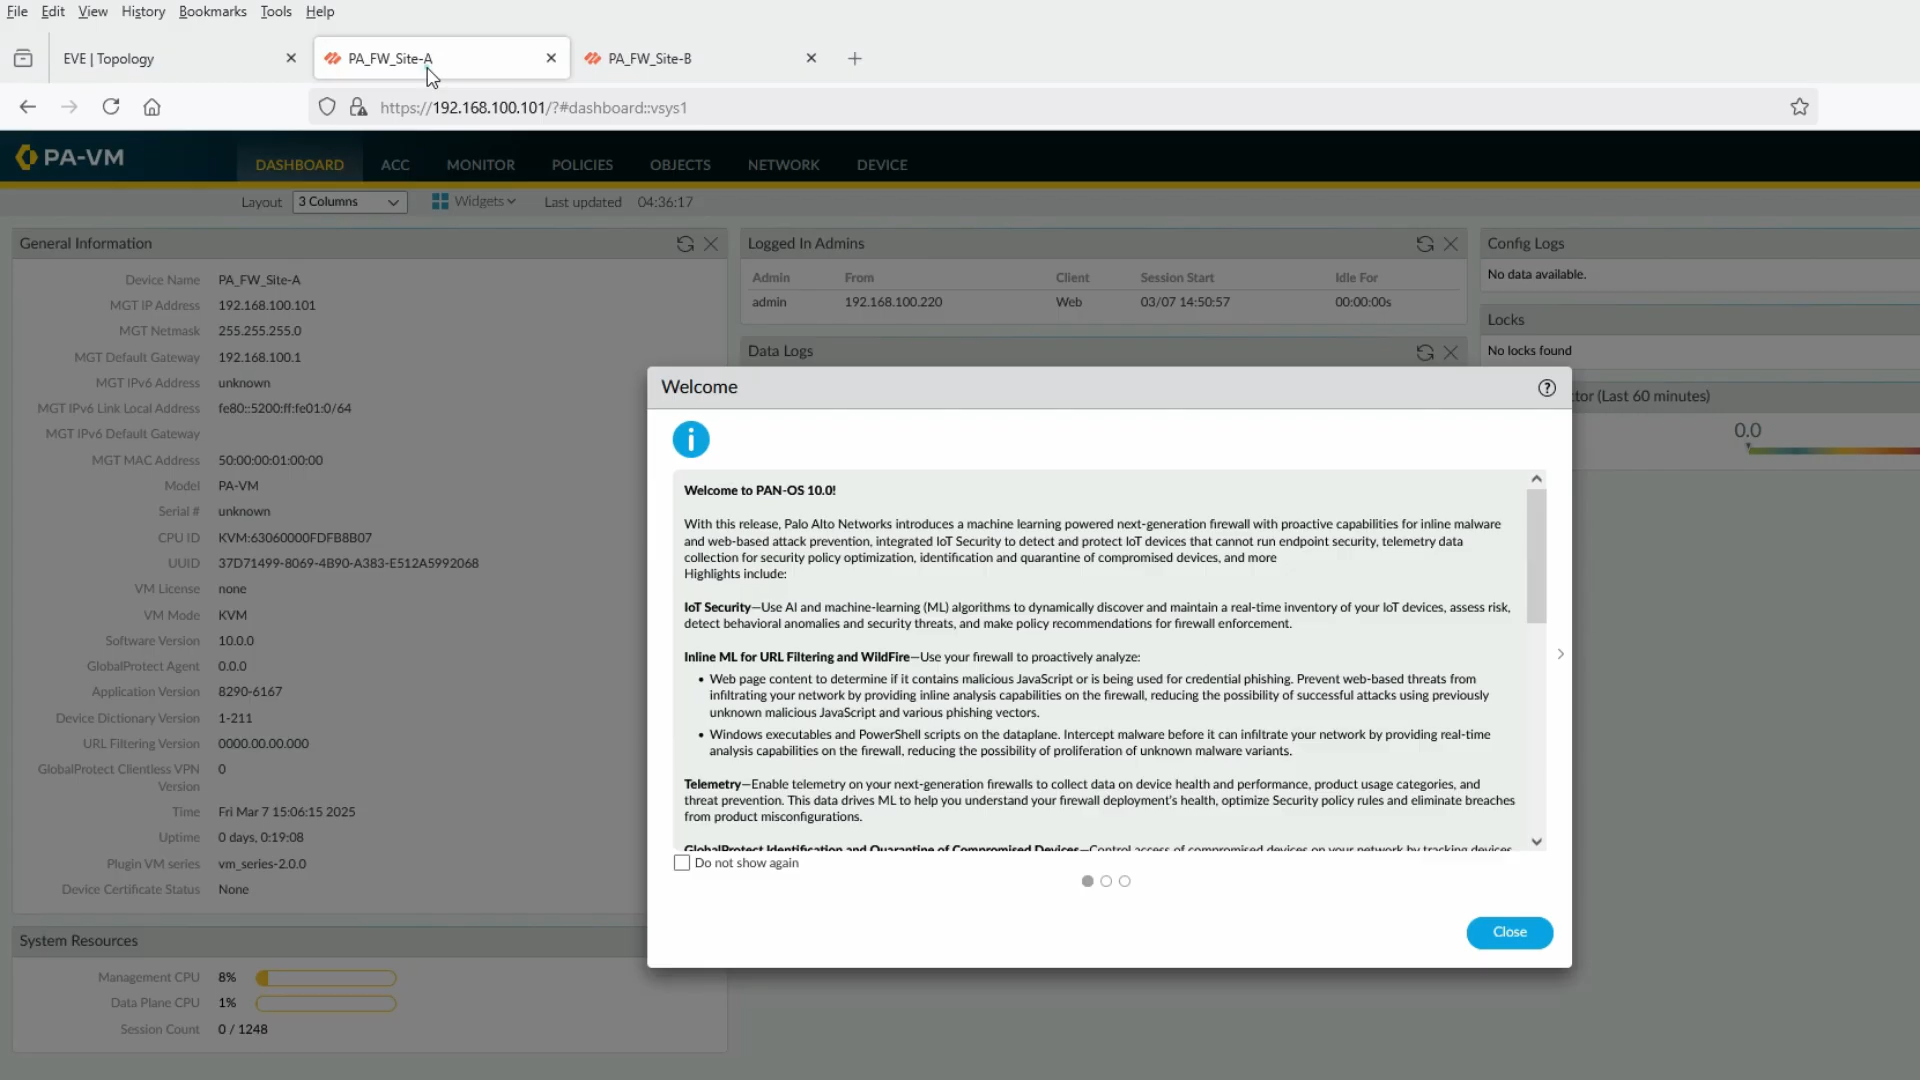 File Edit View History Bookmarks Tools Help
EVE | Topology
PA_FW_Site-A
PA_FW_Site-B
https://192.168.100.101/?#dashboard::vsys1
PA-VM
DASHBOARD ACC MONITOR POLICIES OBJECTS NETWORK DEVICE
Layout 3 Columns Widgets Last updated 04:36:17
General Information
Device Name PA_FW_Site-A
MGT IP Address 192.168.100.101
MGT Netmask 255.255.255.0
MGT Default Gateway 192.168.100.1
MGT IPv6 Address unknown
MGT IPv6 Link Local Address fe80::5200:ff:fe01:0/64
MGT IPv6 Default Gateway
MGT MAC Address 50:00:00:01:00:00
Model PA-VM
Serial # unknown
CPU ID KVM:63060000FDFB8B07
UUID 37D71499-8069-4B90-A383-E512A5992068
VM License none
VM Mode KVM
Software Version 10.0.0
GlobalProtect Agent 0.0.0
Application Version 8290-6167
Device Dictionary Version 1-211
URL Filtering Version 0000.00.00.000
GlobalProtect Clientless VPN 0
Version
Time Fri Mar 7 15:06:15 2025
Uptime 0 days, 0:19:08
Plugin VM series vm_series-2.0.0
Device Certificate Status None
System Resources
Management CPU 8%
Data Plane CPU 1%
Session Count 0 / 1248
Logged In Admins
Admin From Client Session Start Idle For
admin 192.168.100.220 Web 03/07 14:50:57 00:00:00s
Data Logs
Config Logs
No data available.
Locks
No locks found
tor (Last 60 minutes)
0.0
Welcome
Welcome to PAN-OS 10.0!
With this release, Palo Alto Networks introduces a machine learning powered next-generation firewall with proactive capabilities for inline malware
and web-based attack prevention, integrated IoT Security to detect and protect IoT devices that cannot run endpoint security, telemetry data
collection for security policy optimization, identification and quarantine of compromised devices, and more
Highlights include:
IoT Security—Use AI and machine-learning (ML) algorithms to dynamically discover and maintain a real-time inventory of your IoT devices, assess risk,
detect behavioral anomalies and security threats, and make policy recommendations for firewall enforcement.
Inline ML for URL Filtering and WildFire—Use your firewall to proactively analyze:
• Web page content to determine if it contains malicious JavaScript or is being used for credential phishing. Prevent web-based threats from
infiltrating your network by providing inline analysis capabilities on the firewall, reducing the possibility of successful attacks using previously
unknown malicious JavaScript and various phishing vectors.
• Windows executables and PowerShell scripts on the dataplane. Intercept malware before it can infiltrate your network by providing real-time
analysis capabilities on the firewall, reducing the possibility of proliferation of unknown malware variants.
Telemetry—Enable telemetry on your next-generation firewalls to collect data on device health and performance, product usage categories, and
threat prevention. This data drives ML to help you understand your firewall deployment's health, optimize Security policy rules and eliminate breaches
from product misconfigurations.
GlobalProtect Identification and Quarantine of Compromised Devices—Control access of compromised devices on your network by tracking devices
Do not show again
Close